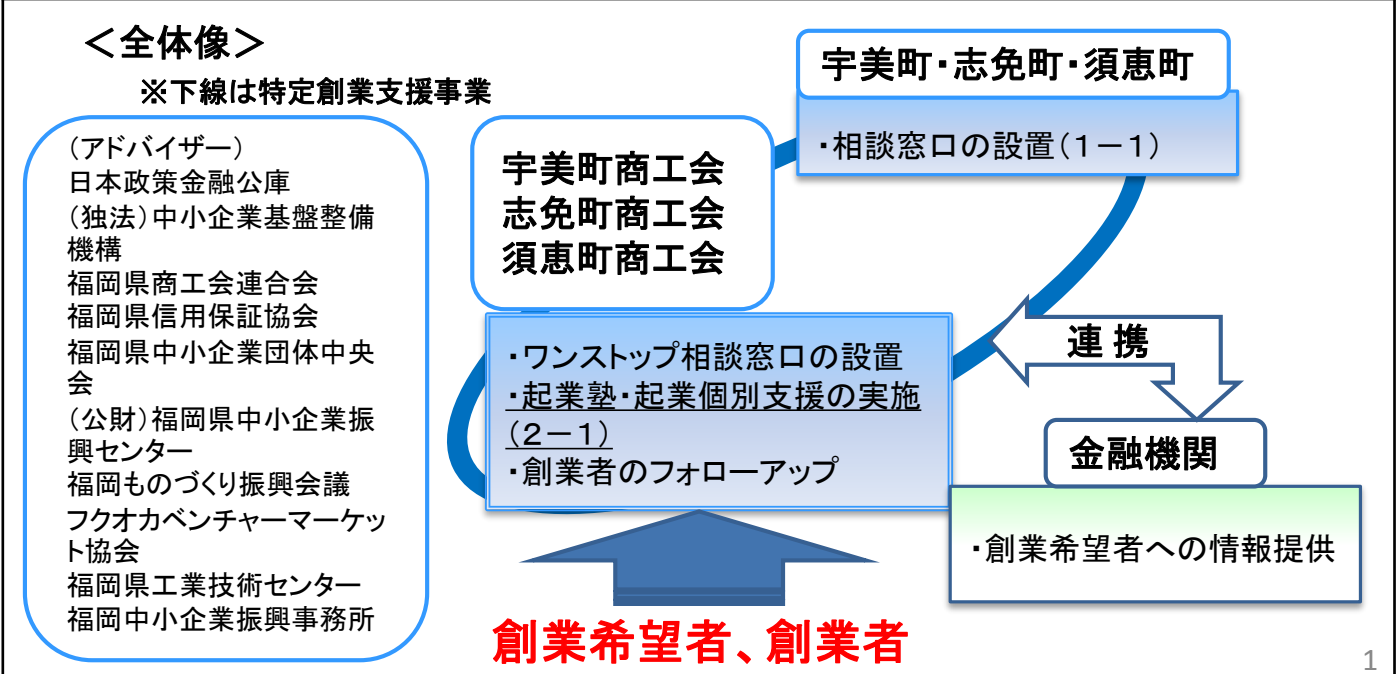 ＜全体像＞
※下線は特定創業支援事業
（アドバイザー）
日本政策金融公庫
（独法）中小企業基盤整備
機構
福岡県商工会連合会
福岡県信用保証協会
福岡県中小企業団体中央
会
（公財）福岡県中小企業振
興センター
福岡ものづくり振興会議
フクオカベンチャーマーケッ
ト協会
福岡県工業技術センター
福岡中小企業振興事務所
宇美町商工会
志免町商工会
須恵町商工会
・ワンストップ相談窓口の設置
・起業塾・起業個別支援の実施
（２－１）
・創業者のフォローアップ
宇美町・志免町・須恵町
・相談窓口の設置（１－１）
連 携
金融機関
・創業希望者への情報提供
創業希望者、創業者
1